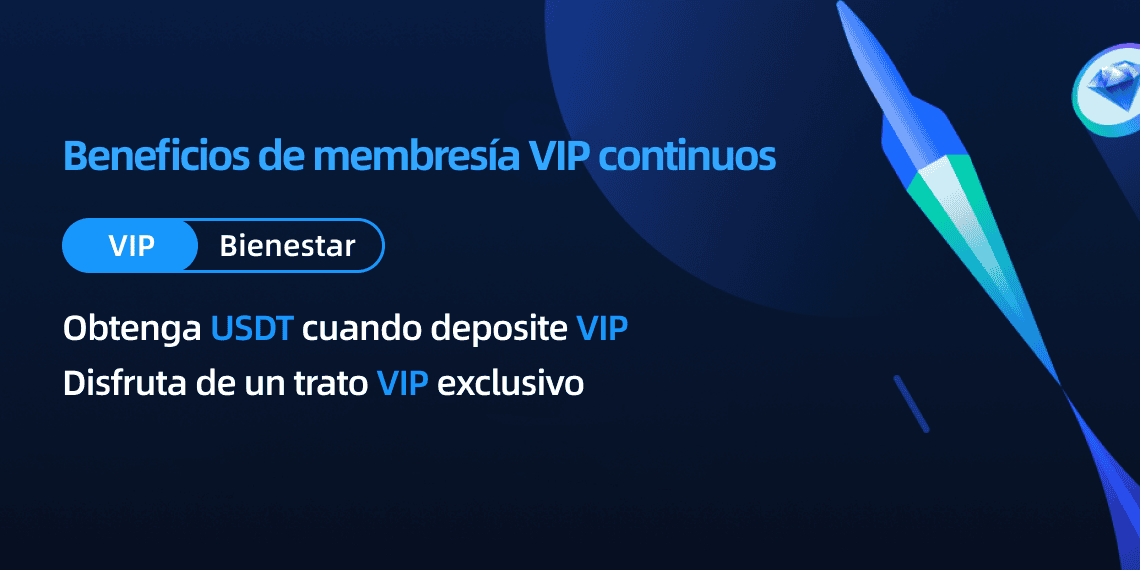 Beneficios de membresía VIP continuos
VIP Bienestar
Obtenga USDT cuando deposite VIP
Disfruta de un trato VIP exclusivo